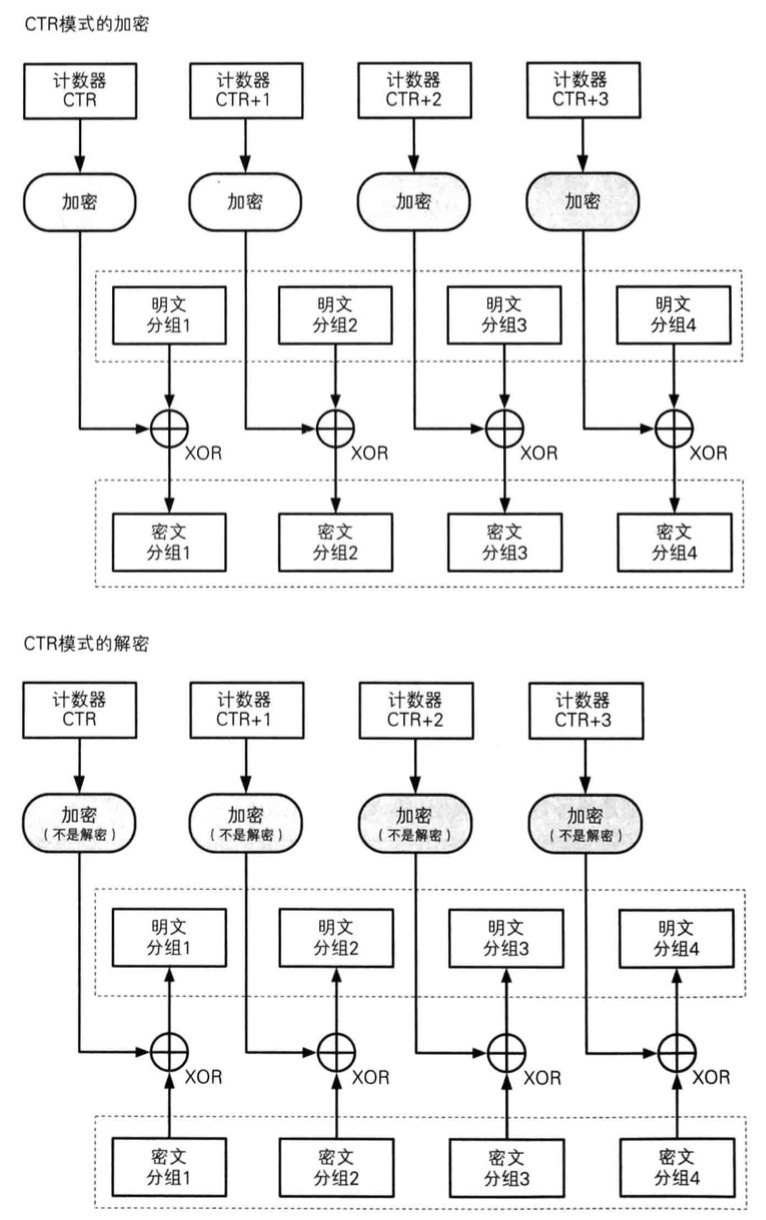 CTR模式的加密
计数器 计数器 计数器 计数器
CTR CTR+1 CTR+2 CTR+3
加密 加密 加密 加密
明文 明文 明文 明文
分组1 分组2 分组3 分组4
XOR XOR XOR XOR
密文 密文 密文 密文
分组1 分组2 分组3 分组4
CTR模式的解密
计数器 计数器 计数器 计数器
CTR CTR+1 CTR+2 CTR+3
加密 加密 加密 加密
(不是解密) (不是解密) (不是解密) (不是解密)
明文 明文 明文 明文
分组1 分组2 分组3 分组4
XOR XOR XOR XOR
密文 密文 密文 密文
分组1 分组2 分组3 分组4